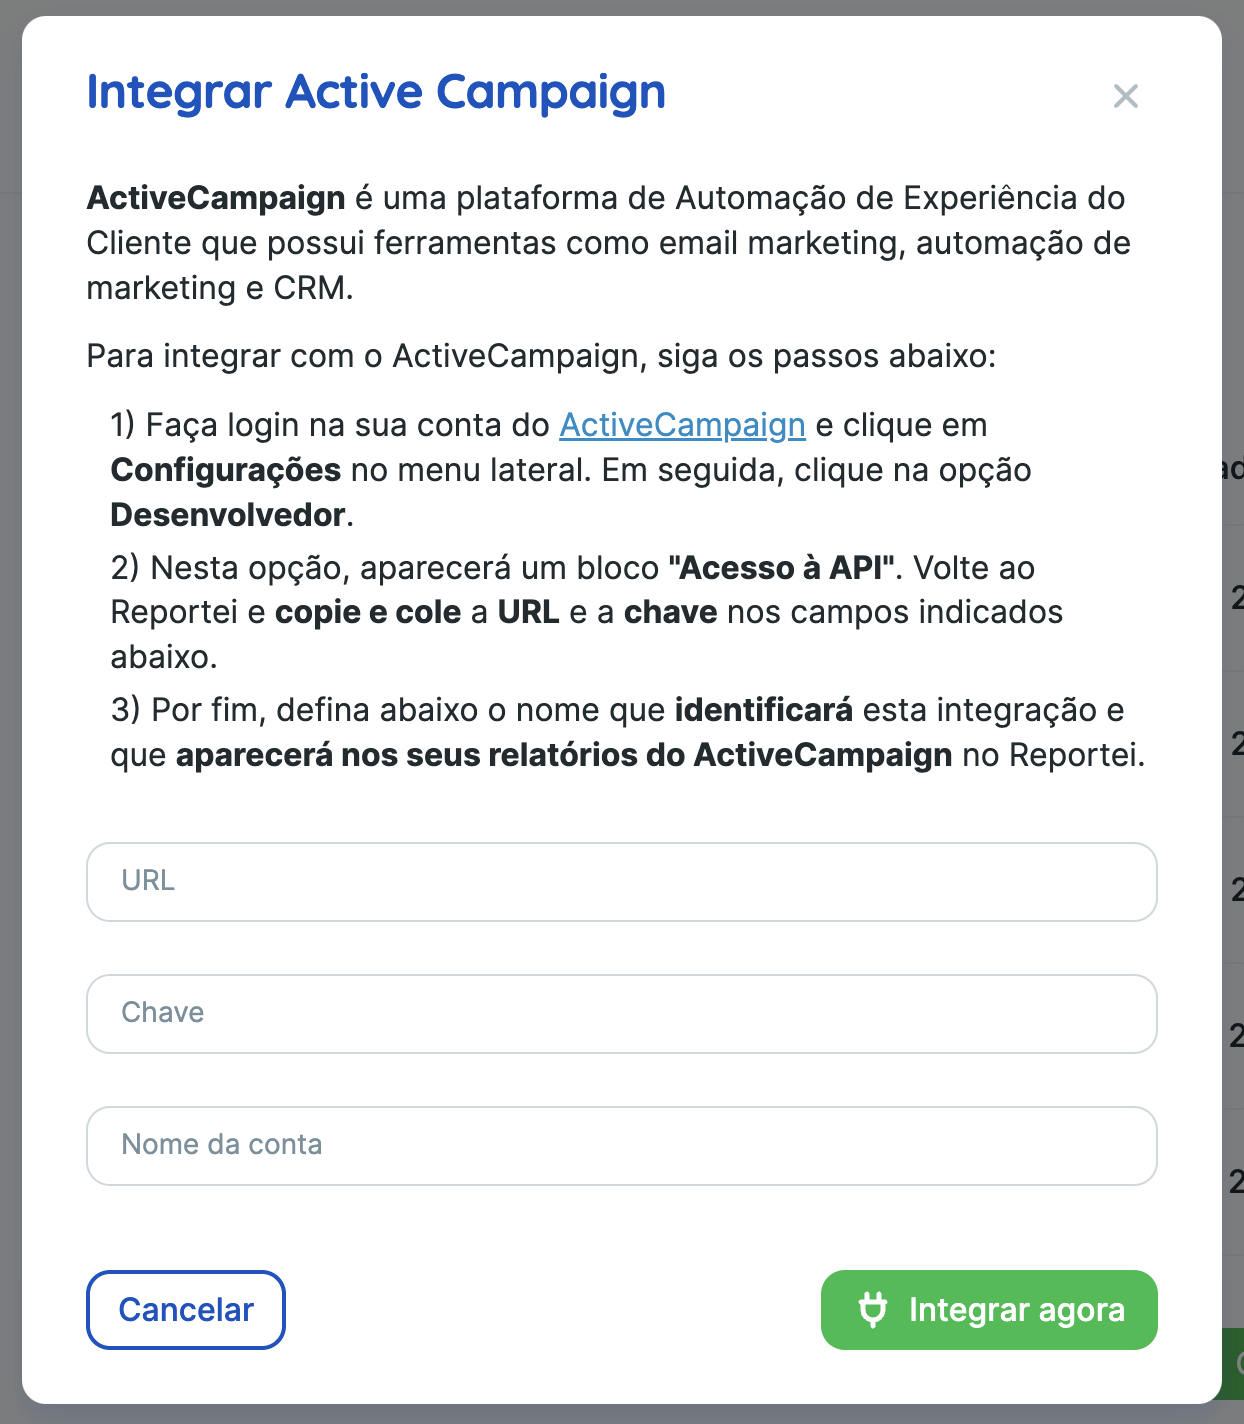 Integrar Active Campaign
ActiveCampaign é uma plataforma de Automação de Experiência do
Cliente que possui ferramentas como email marketing, automação de
marketing e CRM.
Para integrar com o ActiveCampaign, siga os passos abaixo:
1) Faça login na sua conta do ActiveCampaign e clique em
Configurações no menu lateral. Em seguida, clique na opção
Desenvolvedor.
2) Nesta opção, aparecerá um bloco "Acesso à API". Volte ao
Reportei e copie e cole a URL e a chave nos campos indicados
abaixo.
3) Por fim, defina abaixo o nome que identificará esta integração e
que aparecerá nos seus relatórios do ActiveCampaign no Reportei.
URL
Chave
Nome da conta
Cancelar
Integrar agora